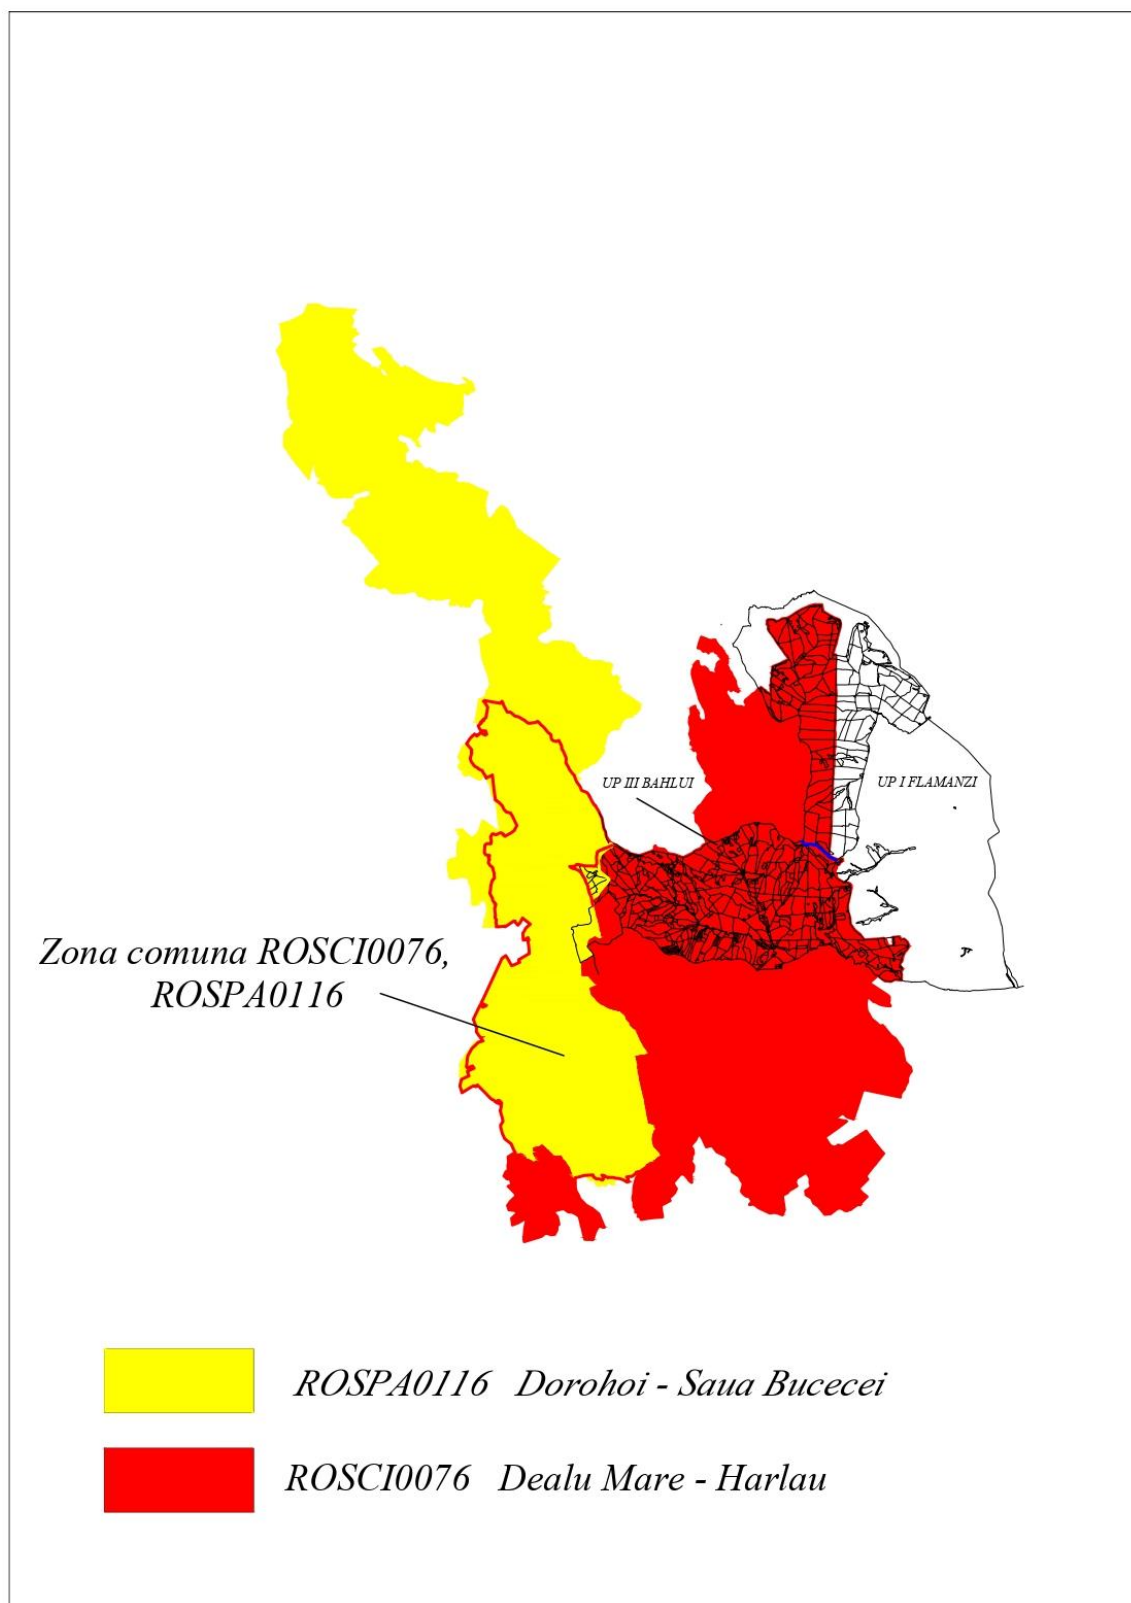 UP III BAHLUI
UP I FLAMANZI
Zona comuna ROSCI0076,
ROSPA0116
ROSPA0116 Dorohoi - Saua Bucecei
ROSCI0076 Dealu Mare - Harlau